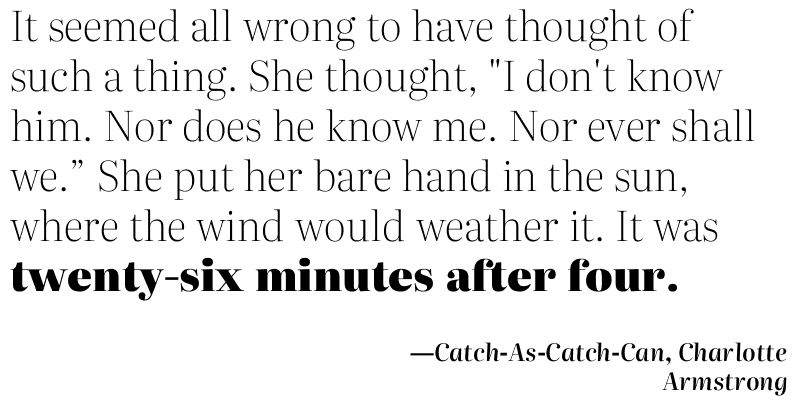 It seemed all wrong to have thought of
such a thing. She thought, "I don't know
him. Nor does he know me. Nor ever shall
we.” She put her bare hand in the sun,
where the wind would weather it. It was
twenty-six minutes after four.
—Catch-As-Catch-Can, Charlotte
Armstrong